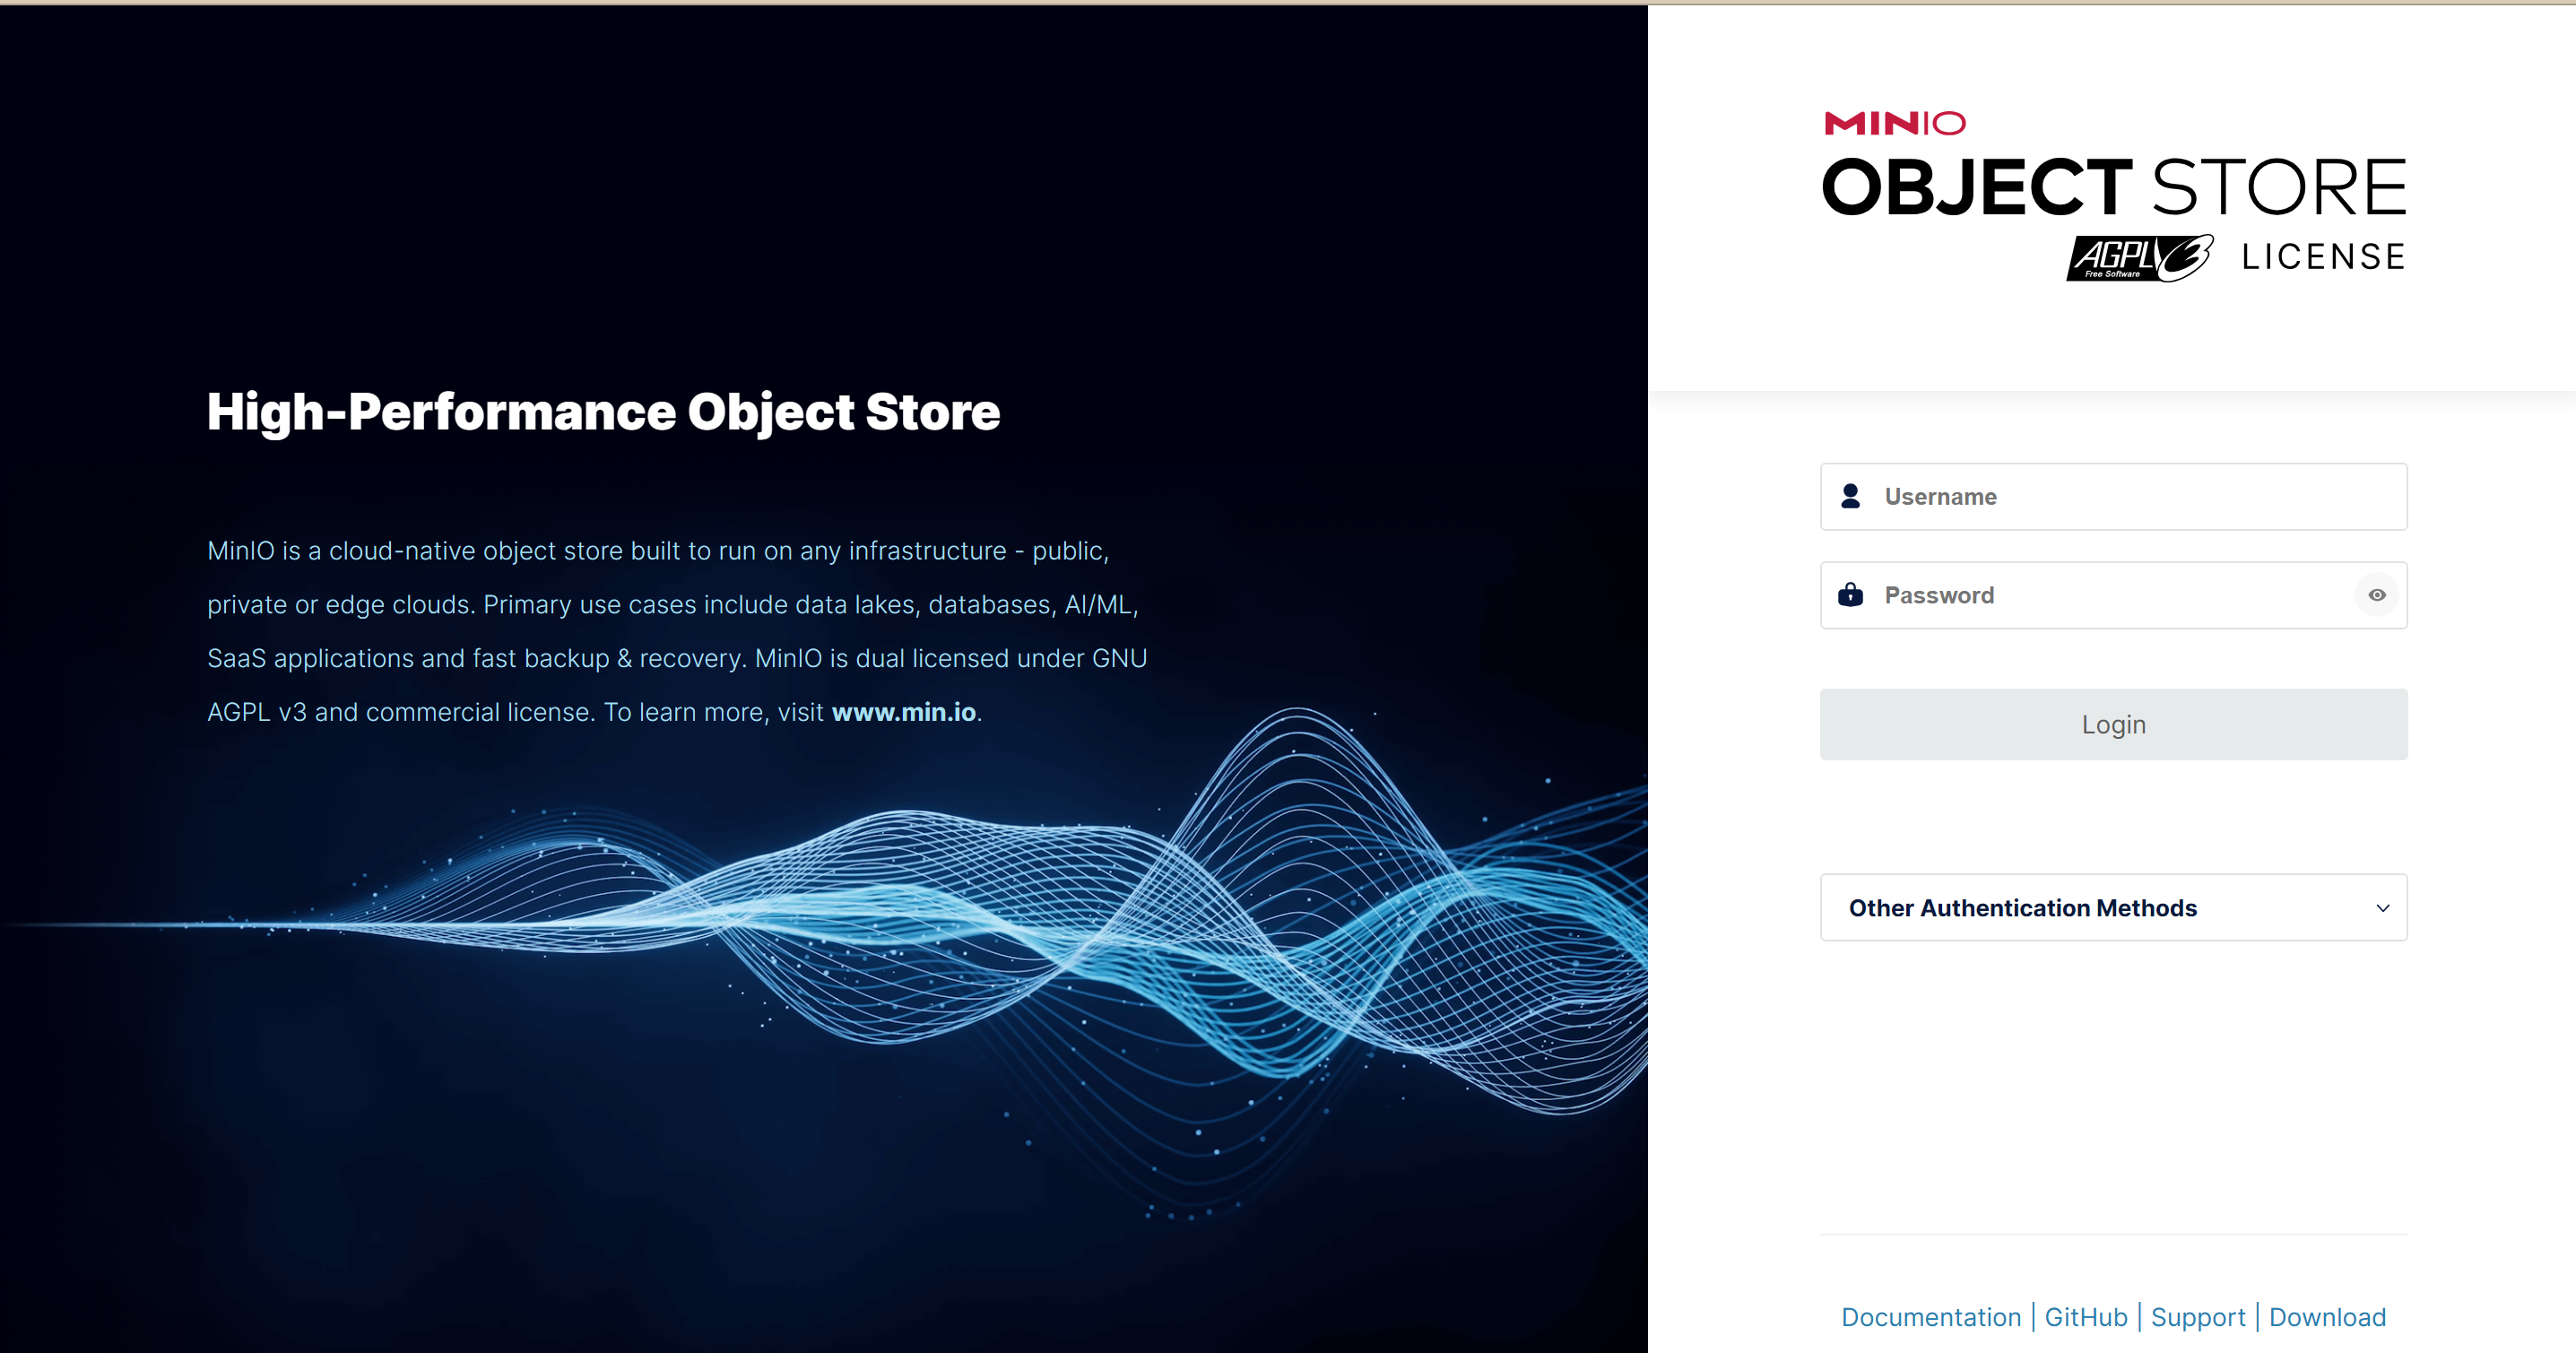 High-Performance Object Store
MinIO is a cloud-native object store built to run on any infrastructure - public,
private or edge clouds. Primary use cases include data lakes, databases, AI/ML,
SaaS applications and fast backup & recovery. MinIO is dual licensed under GNU
AGPL v3 and commercial license. To learn more, visit www.min.io.
MINIO
OBJECT STORE
AGPL v3 Free Software LICENSE
Username
Password
Login
Other Authentication Methods
Documentation | GitHub | Support | Download